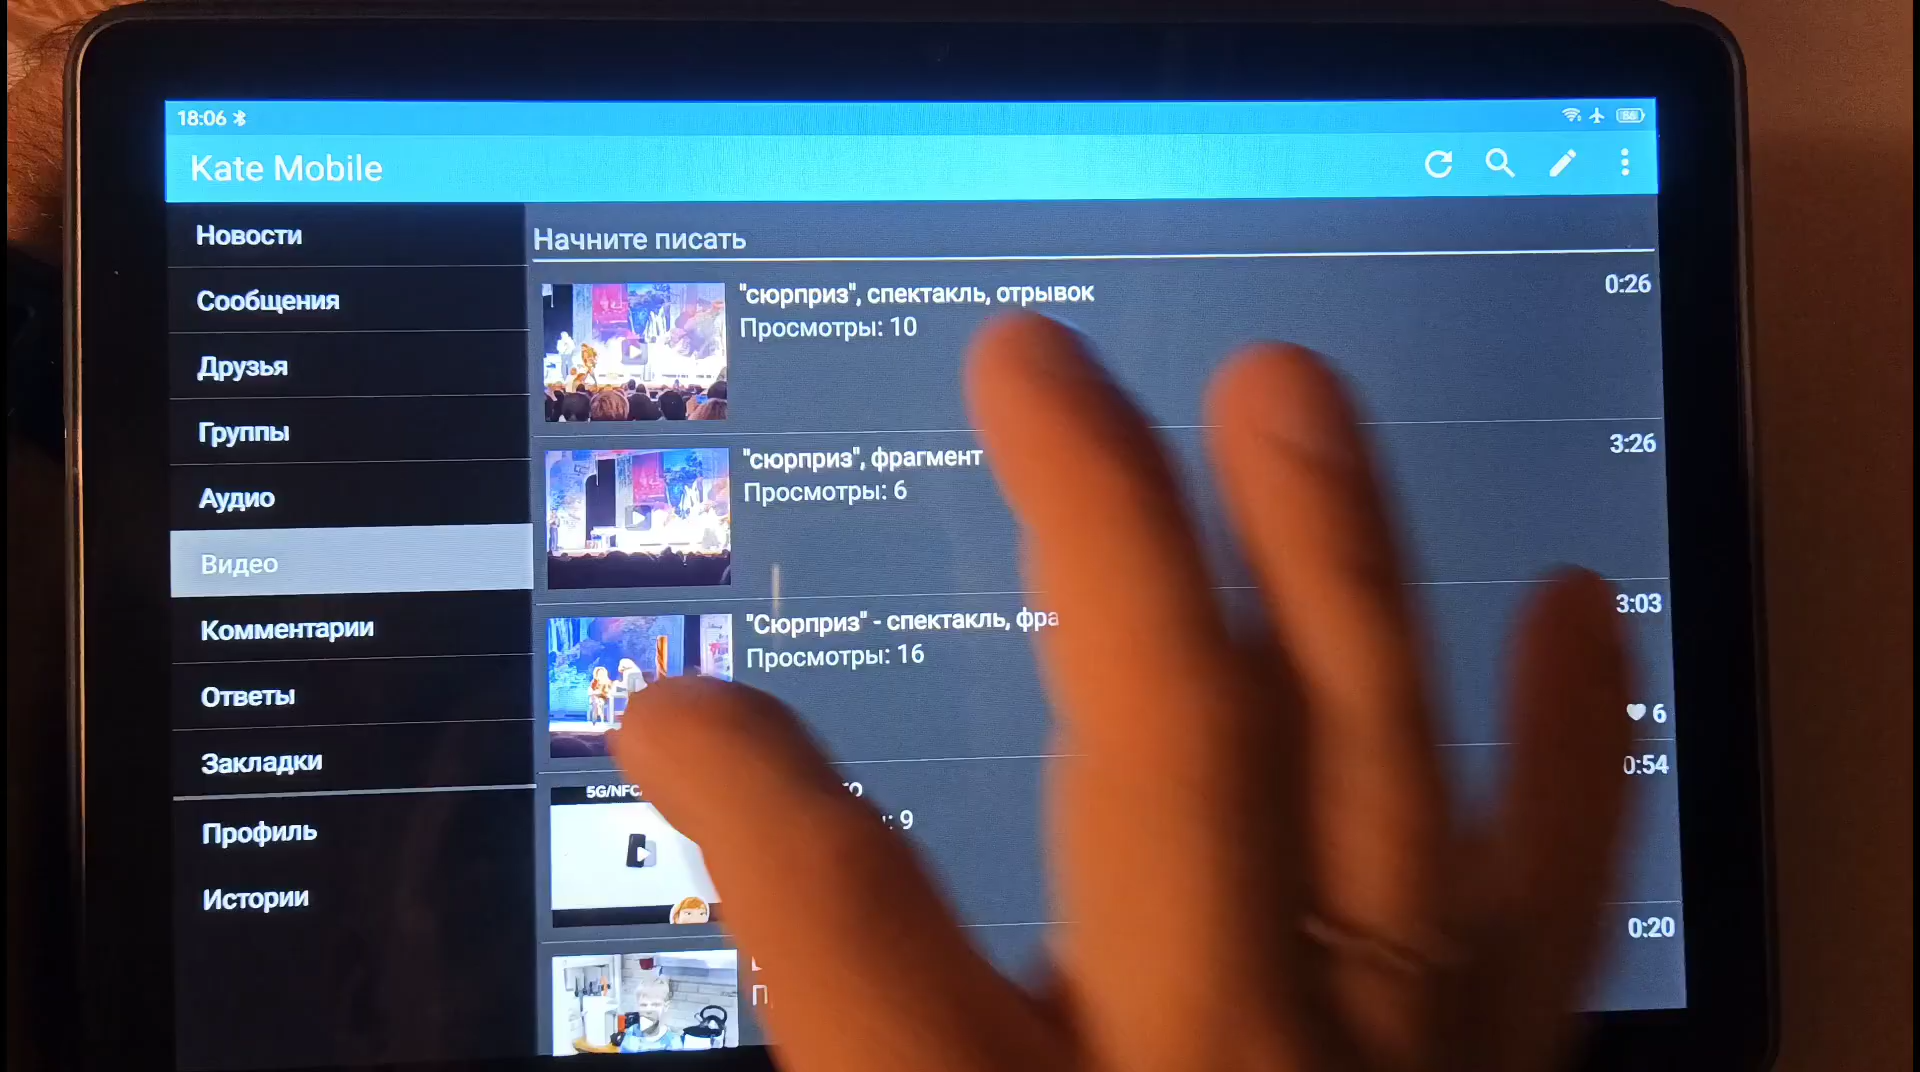 18:06
86
Kate Mobile
Новости
Сообщения
Друзья
Группы
Аудио
Видео
Комментарии
Ответы
Закладки
Профиль
Истории
Начните писать
"сюрприз", спектакль, отрывок
0:26
Просмотры: 10
"сюрприз", фрагмент
3:26
Просмотры: 6
"Сюрприз" - спектакль, фра
3:03
Просмотры: 16
6
0:54
5G/NFC
: 9
0:20